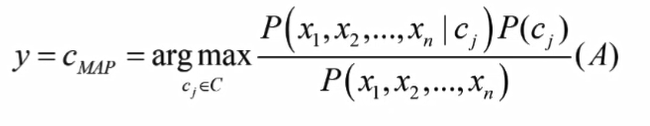 y = c_MAP = arg max_{c_j ∈ C} P(x_1, x_2, ..., x_n | c_j) P(c_j) / P(x_1, x_2, ..., x_n) (A)